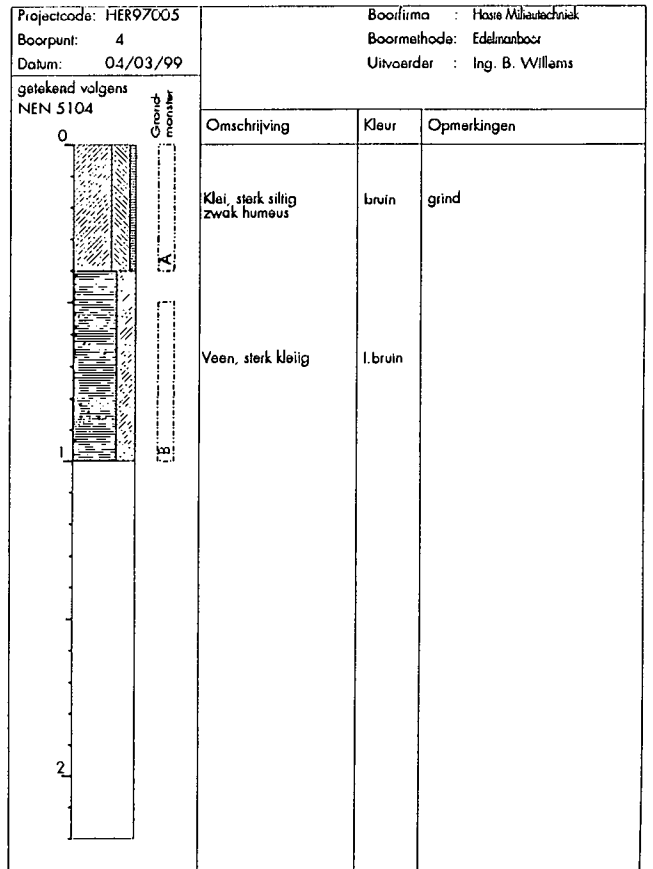 Projectcode: HER97005
Boorpunt: 4
Datum: 04/03/99
Boorfirma : Haste Milieutechniek
Boormethode: Edelmanboor
Uitvoerder : Ing. B. Willems
getekend volgens
NEN 5104
Grond-
monster
Omschrijving Kleur Opmerkingen
0
Klei, sterk siltig bruin grind
zwak humeus
A
Veen, sterk kleiig l.bruin
B
1
2